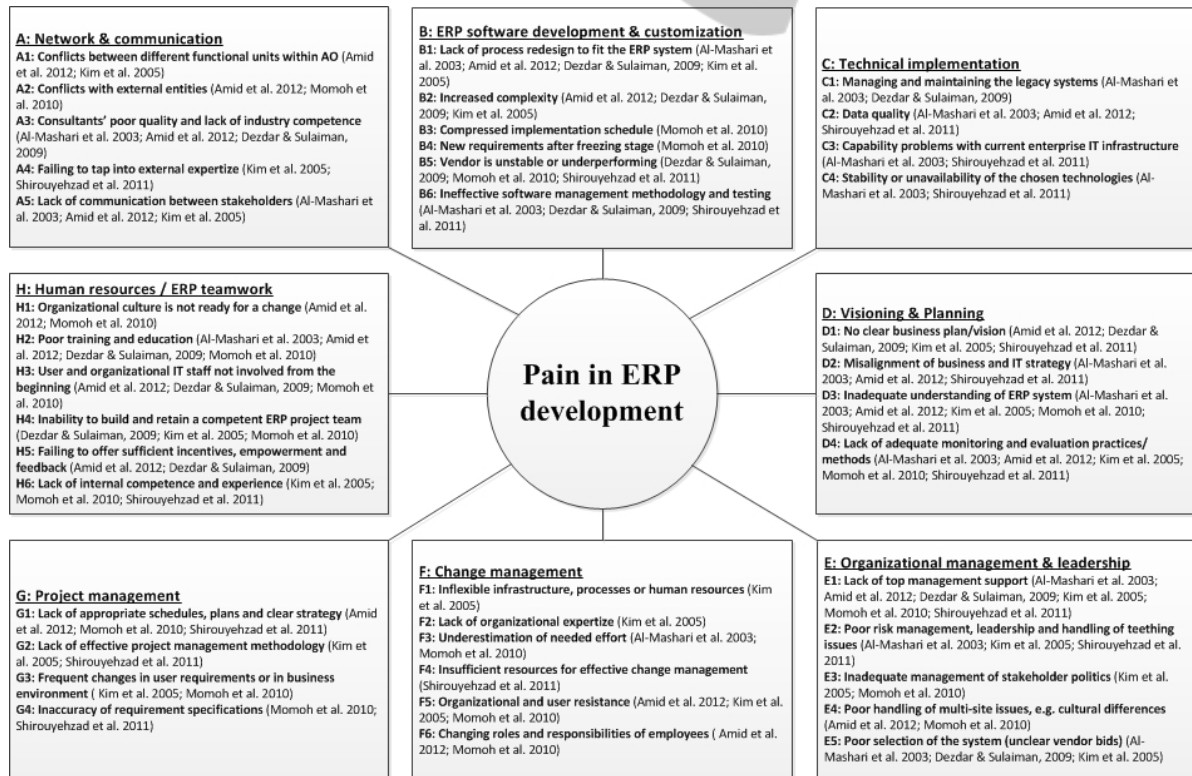 A: Network & communication
A1: Conflicts between different functional units within AO (Amid
et al. 2012; Kim et al. 2005)
A2: Conflicts with external entities (Amid et al. 2012; Momoh et
al. 2010)
A3: Consultants' poor quality and lack of industry competence
(Al-Mashari et al. 2003; Amid et al. 2012; Dezdar & Sulaiman,
2009)
A4: Failing to tap into external expertize (Kim et al. 2005;
Shirouyehzad et al. 2011)
A5: Lack of communication between stakeholders (Al-Mashari et
al. 2003; Amid et al. 2012; Kim et al. 2005)
B: ERP software development & customization
B1: Lack of process redesign to fit the ERP system (Al-Mashari et
al. 2003; Amid et al. 2012; Dezdar & Sulaiman, 2009; Kim et al.
2005)
B2: Increased complexity (Amid et al. 2012; Dezdar & Sulaiman,
2009; Kim et al. 2005)
B3: Compressed implementation schedule (Momoh et al. 2010)
B4: New requirements after freezing stage (Momoh et al. 2010)
B5: Vendor is unstable or underperforming (Dezdar & Sulaiman,
2009; Momoh et al. 2010; Shirouyehzad et al. 2011)
B6: Ineffective software management methodology and testing
(Al-Mashari et al. 2003; Dezdar & Sulaiman, 2009; Shirouyehzad et
al. 2011)
C: Technical implementation
C1: Managing and maintaining the legacy systems (Al-Mashari et
al. 2003; Dezdar & Sulaiman, 2009)
C2: Data quality (Al-Mashari et al. 2003; Amid et al. 2012;
Shirouyehzad et al. 2011)
C3: Capability problems with current enterprise IT infrastructure
(Al-Mashari et al. 2003; Shirouyehzad et al. 2011)
C4: Stability or unavailability of the chosen technologies (Al-
Mashari et al. 2003; Shirouyehzad et al. 2011)
H: Human resources / ERP teamwork
H1: Organizational culture is not ready for a change (Amid et al.
2012; Momoh et al. 2010)
H2: Poor training and education (Al-Mashari et al. 2003; Amid et
al. 2012; Dezdar & Sulaiman, 2009; Momoh et al. 2010)
H3: User and organizational IT staff not involved from the
beginning (Amid et al. 2012; Dezdar & Sulaiman, 2009; Momoh et
al. 2010)
H4: Inability to build and retain a competent ERP project team
(Dezdar & Sulaiman, 2009; Kim et al. 2005; Momoh et al. 2010)
H5: Failing to offer sufficient incentives, empowerment and
feedback (Amid et al. 2012; Dezdar & Sulaiman, 2009)
H6: Lack of internal competence and experience (Kim et al. 2005;
Momoh et al. 2010; Shirouyehzad et al. 2011)
Pain in ERP
development
D: Visioning & Planning
D1: No clear business plan/vision (Amid et al. 2012; Dezdar &
Sulaiman, 2009; Kim et al. 2005; Shirouyehzad et al. 2011)
D2: Misalignment of business and IT strategy (Al-Mashari et al.
2003; Amid et al. 2012; Shirouyehzad et al. 2011)
D3: Inadequate understanding of ERP system (Al-Mashari et al.
2003; Amid et al. 2012; Kim et al. 2005; Momoh et al. 2010;
Shirouyehzad et al. 2011)
D4: Lack of adequate monitoring and evaluation practices/
methods (Al-Mashari et al. 2003; Amid et al. 2012; Kim et al. 2005;
Momoh et al. 2010; Shirouyehzad et al. 2011)
G: Project management
G1: Lack of appropriate schedules, plans and clear strategy (Amid
et al. 2012; Momoh et al. 2010; Shirouyehzad et al. 2011)
G2: Lack of effective project management methodology (Kim et
al. 2005; Shirouyehzad et al. 2011)
G3: Frequent changes in user requirements or in business
environment ( Kim et al. 2005; Momoh et al. 2010)
G4: Inaccuracy of requirement specifications (Momoh et al. 2010;
Shirouyehzad et al. 2011)
F: Change management
F1: Inflexible infrastructure, processes or human resources (Kim
et al. 2005)
F2: Lack of organizational expertize (Kim et al. 2005)
F3: Underestimation of needed effort (Al-Mashari et al. 2003;
Momoh et al. 2010)
F4: Insufficient resources for effective change management
(Shirouyehzad et al. 2011)
F5: Organizational and user resistance (Amid et al. 2012; Kim et al.
2005; Momoh et al. 2010)
F6: Changing roles and responsibilities of employees ( Amid et al.
2012; Momoh et al. 2010)
E: Organizational management & leadership
E1: Lack of top management support (Al-Mashari et al. 2003;
Amid et al. 2012; Dezdar & Sulaiman, 2009; Kim et al. 2005;
Momoh et al. 2010; Shirouyehzad et al. 2011)
E2: Poor risk management, leadership and handling of teething
issues (Al-Mashari et al. 2003; Kim et al. 2005; Shirouyehzad et al.
2011)
E3: Inadequate management of stakeholder politics (Kim et al.
2005; Momoh et al. 2010)
E4: Poor handling of multi-site issues, e.g. cultural differences
(Amid et al. 2012; Momoh et al. 2010)
E5: Poor selection of the system (unclear vendor bids) (Al-
Mashari et al. 2003; Dezdar & Sulaiman, 2009; Kim et al. 2005)